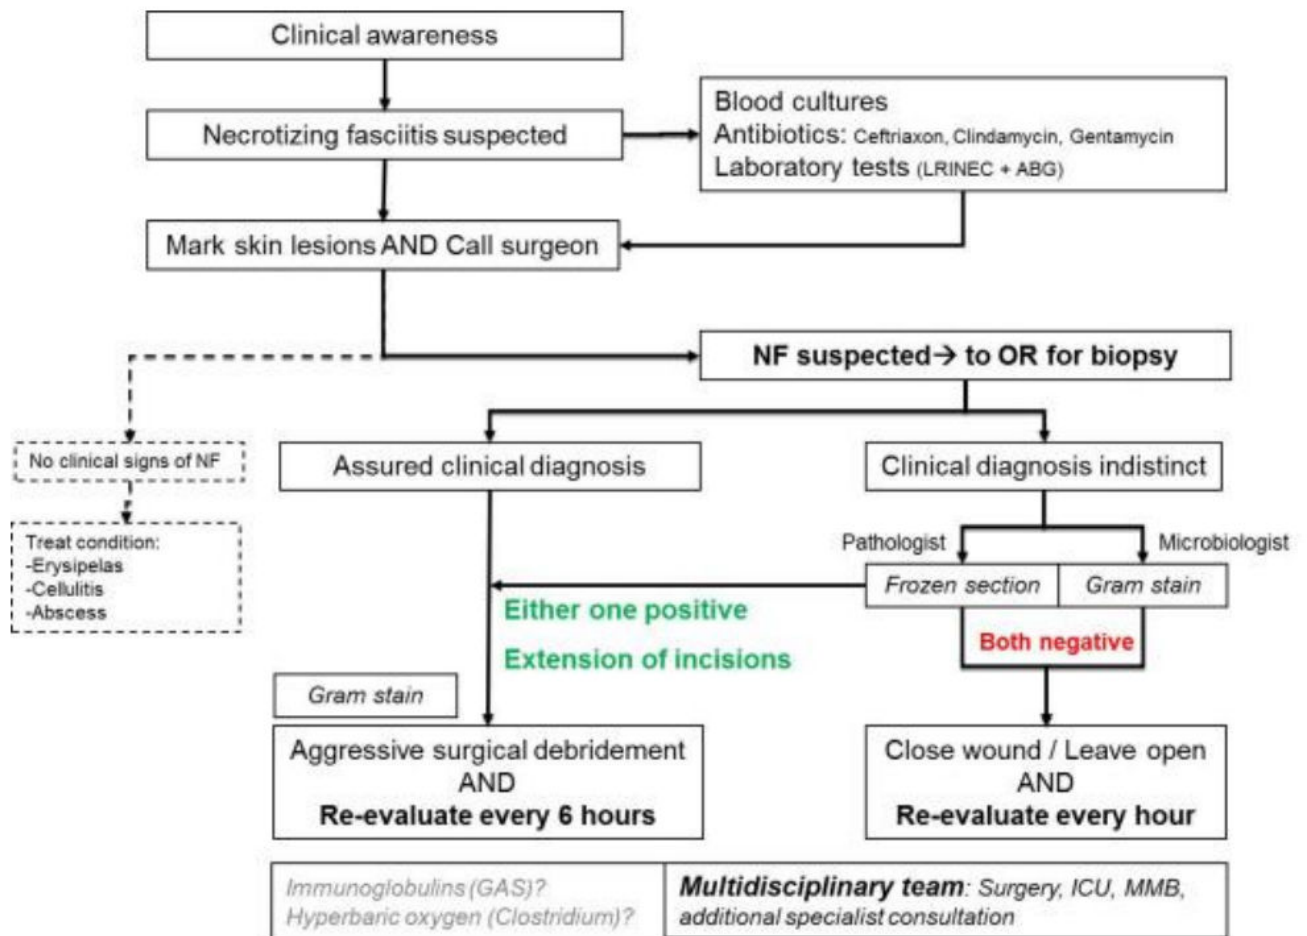 Clinical awareness
Necrotizing fasciitis suspected
Blood cultures
Antibiotics: Ceftriaxon, Clindamycin, Gentamycin
Laboratory tests (LRINEC + ABG)
Mark skin lesions AND Call surgeon
NF suspected→ to OR for biopsy
No clinical signs of NF
Treat condition:
-Erysipelas
-Cellulitis
-Abscess
Assured clinical diagnosis
Clinical diagnosis indistinct
Pathologist
Microbiologist
Frozen section
Gram stain
Either one positive
Extension of incisions
Both negative
Gram stain
Aggressive surgical debridement
AND
Re-evaluate every 6 hours
Close wound / Leave open
AND
Re-evaluate every hour
Immunoglobulins (GAS)?
Hyperbaric oxygen (Clostridium)?
Multidisciplinary team: Surgery, ICU, MMB,
additional specialist consultation